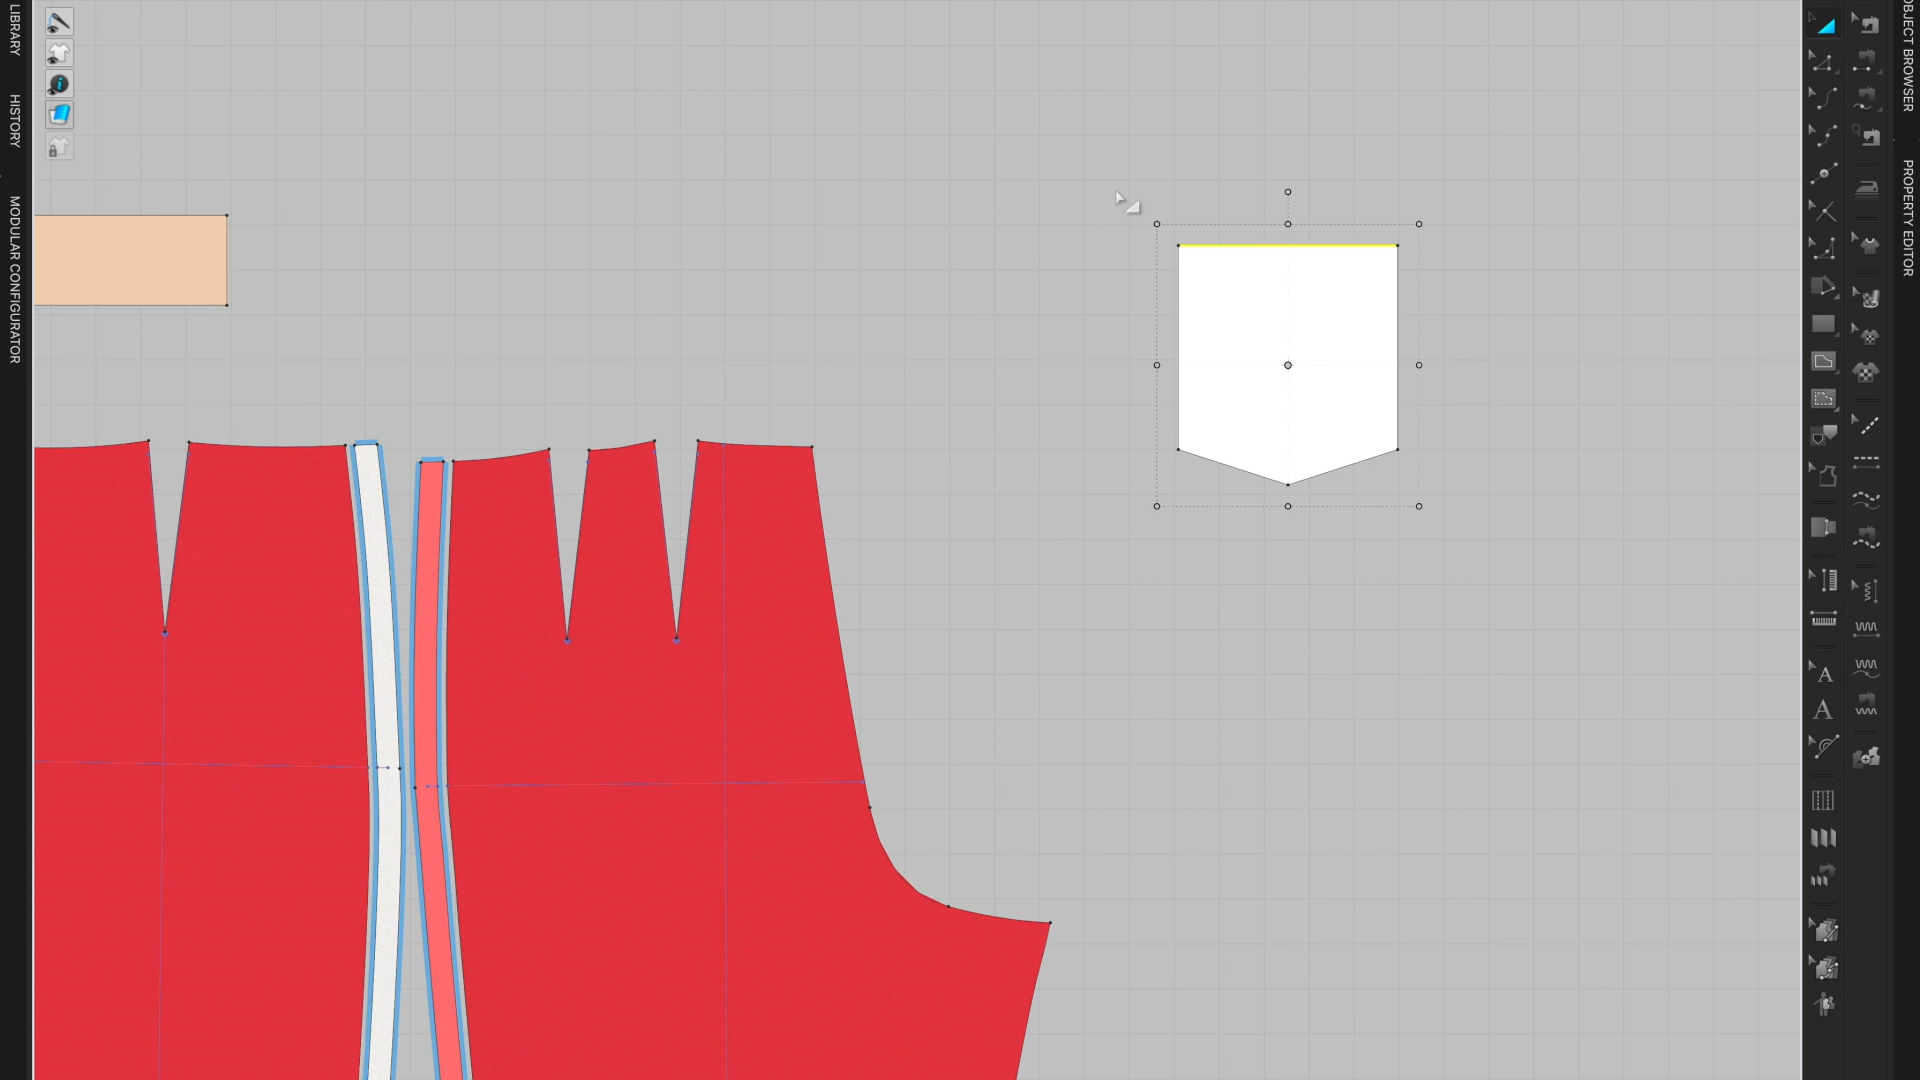 LIBRARY
HISTORY
MODULAR CONFIGURATOR
OBJECT BROWSER
PROPERTY EDITOR
A
A